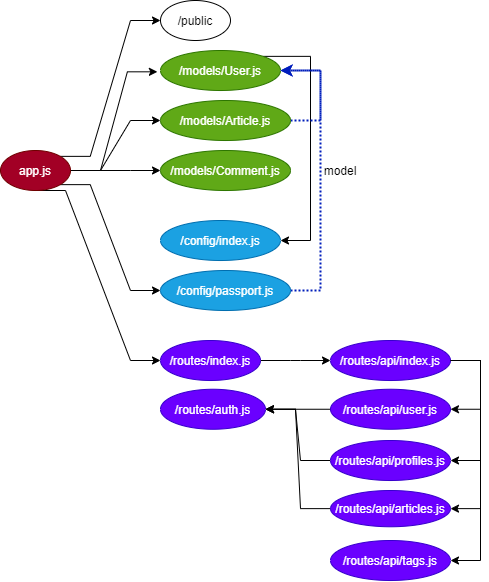 /public
/models/User.js
/models/Article.js
app.js
/models/Comment.js
model
/config/index.js
/config/passport.js
/routes/index.js
/routes/api/index.js
/routes/auth.js
/routes/api/user.js
/routes/api/profiles.js
/routes/api/articles.js
/routes/api/tags.js